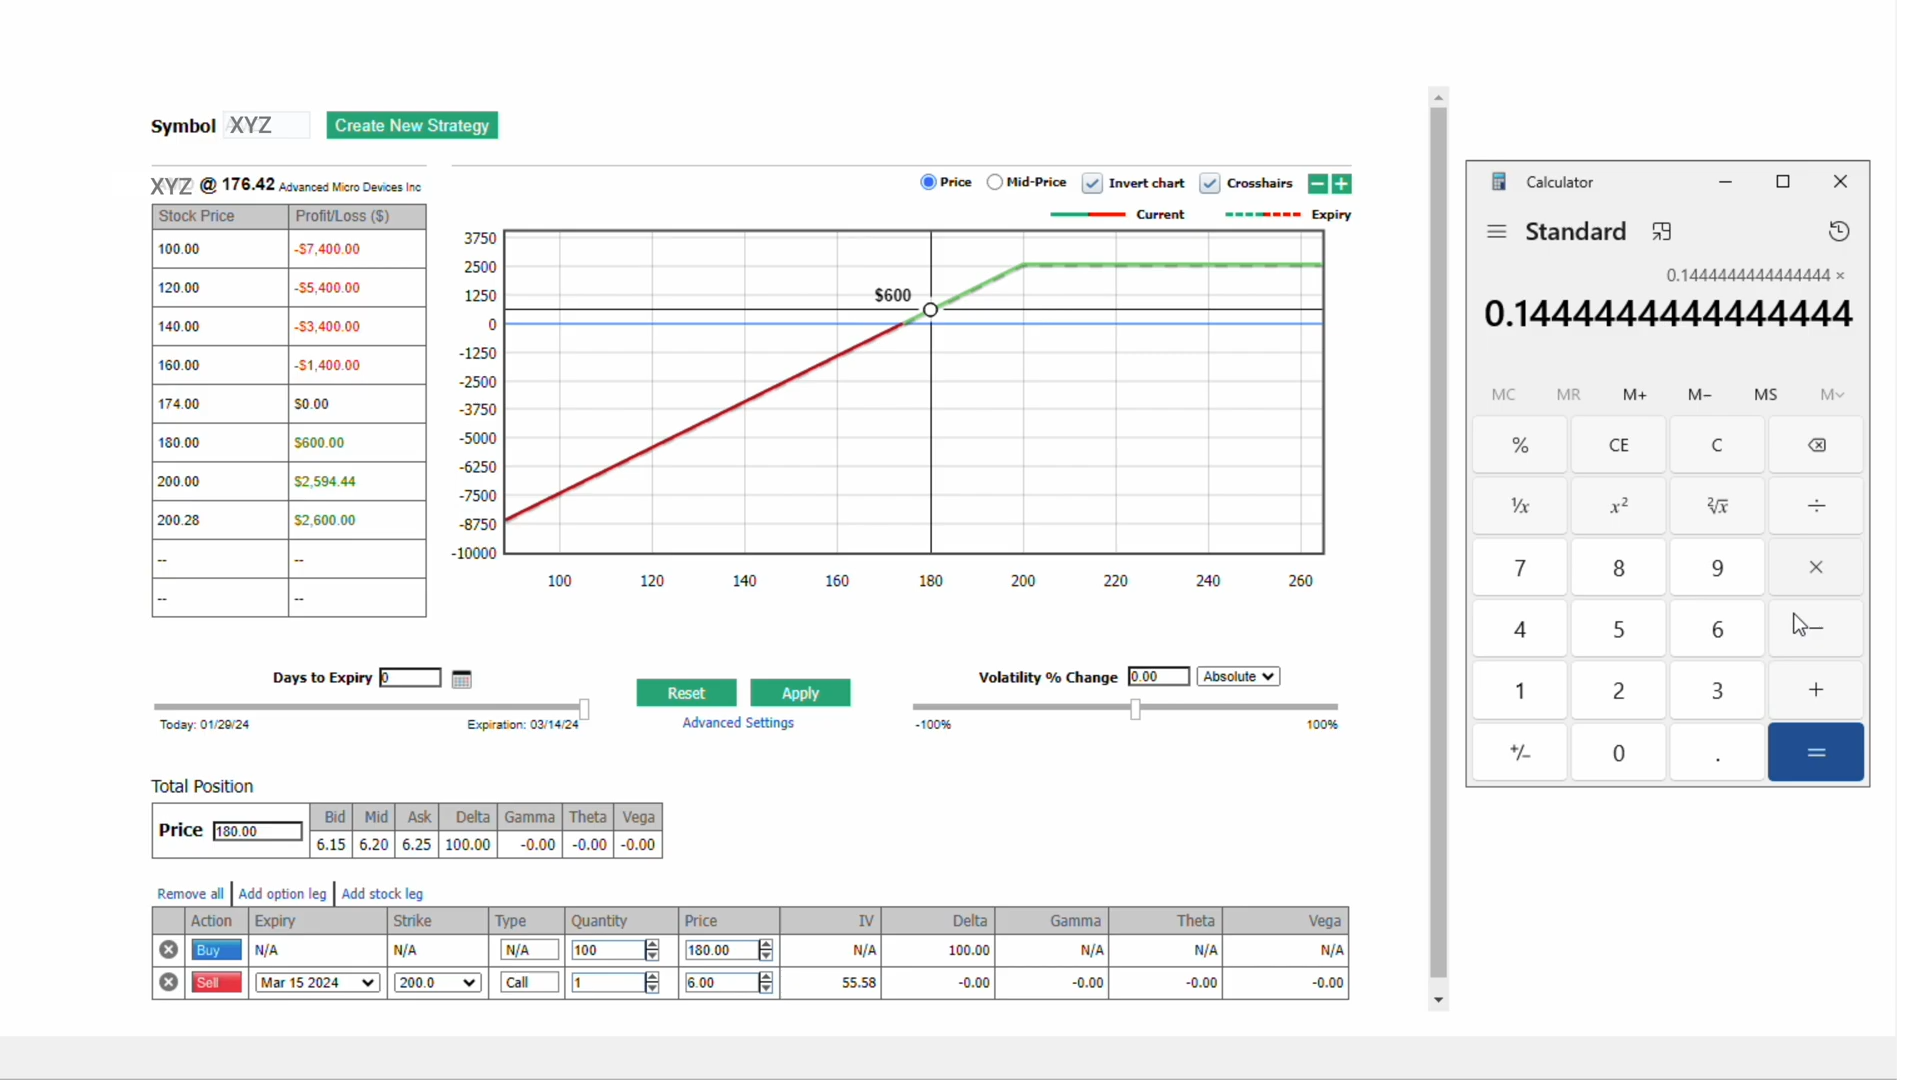 Symbol XYZ Create New Strategy
XYZ @ 176.42 Advanced Micro Devices Inc
Price Mid-Price Invert chart Crosshairs
Current Expiry
Stock Price Profit/Loss ($)
100.00 -$7,400.00
120.00 -$5,400.00
140.00 -$3,400.00
160.00 -$1,400.00
174.00 $0.00
180.00 $600.00
200.00 $2,594.44
200.28 $2,600.00
-- --
-- --
3750
2500
1250
0
-1250
-2500
-3750
-5000
-6250
-7500
-8750
-10000
$600
100 120 140 160 180 200 220 240 260
Days to Expiry 0
Today: 01/29/24 Expiration: 03/14/24
Reset Apply
Advanced Settings
Volatility % Change 0.00 Absolute
-100% 100%
Total Position
Price 180.00
Bid Mid Ask Delta Gamma Theta Vega
6.15 6.20 6.25 100.00 -0.00 -0.00 -0.00
Remove all Add option leg Add stock leg
Action Expiry Strike Type Quantity Price IV Delta Gamma Theta Vega
Buy N/A N/A N/A 100 180.00 N/A 100.00 N/A N/A N/A
Sell Mar 15 2024 200.0 Call 1 6.00 55.58 -0.00 -0.00 -0.00 -0.00
Calculator
Standard
0.1444444444444444 ×
0.1444444444444444
MC MR M+ M− MS M
% CE C
¹/x x² ²√x ÷
7 8 9 ×
4 5 6 −
1 2 3 +
+/− 0 . =